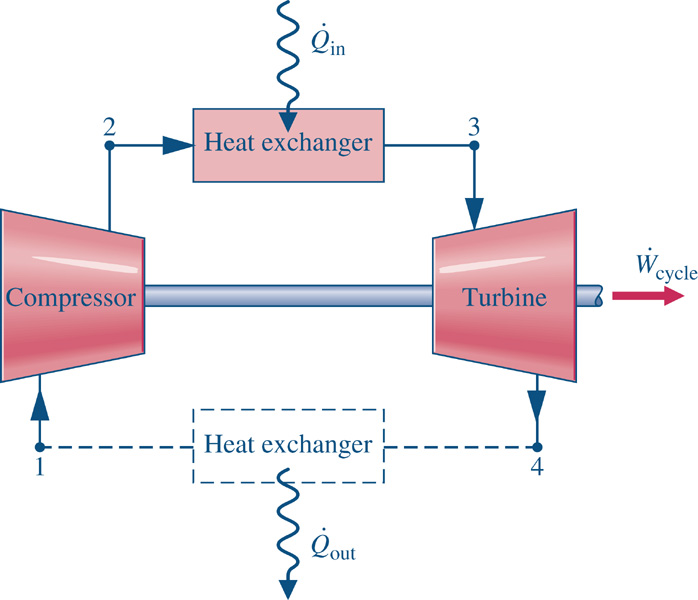 Q̇in
2
Heat exchanger
3
Compressor
Turbine
Ẇcycle
1
Heat exchanger
4
Q̇out